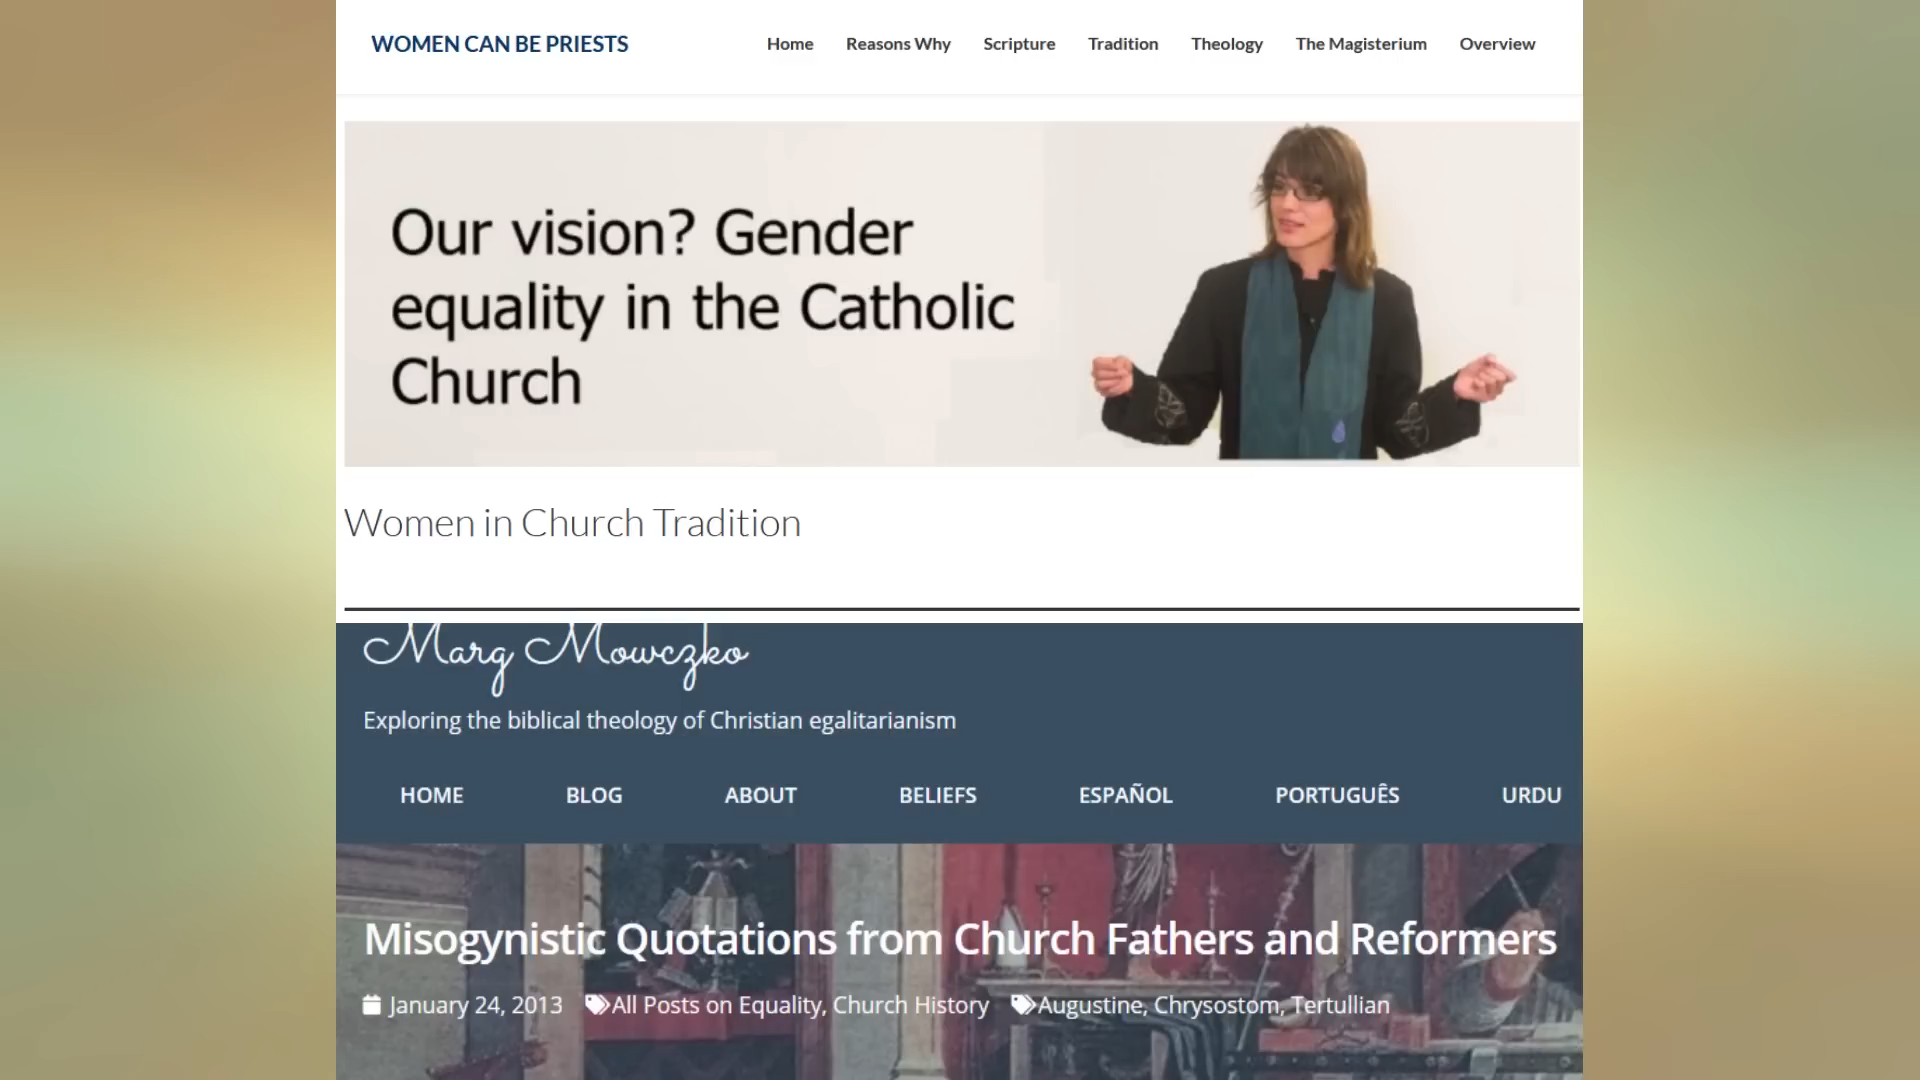 WOMEN CAN BE PRIESTS
Home Reasons Why Scripture Tradition Theology The Magisterium Overview
Our vision? Gender
equality in the Catholic
Church
Women in Church Tradition
Marg Mowczko
Exploring the biblical theology of Christian egalitarianism
HOME BLOG ABOUT BELIEFS ESPAÑOL PORTUGUÊS URDU
Misogynistic Quotations from Church Fathers and Reformers
January 24, 2013 All Posts on Equality, Church History Augustine, Chrysostom, Tertullian